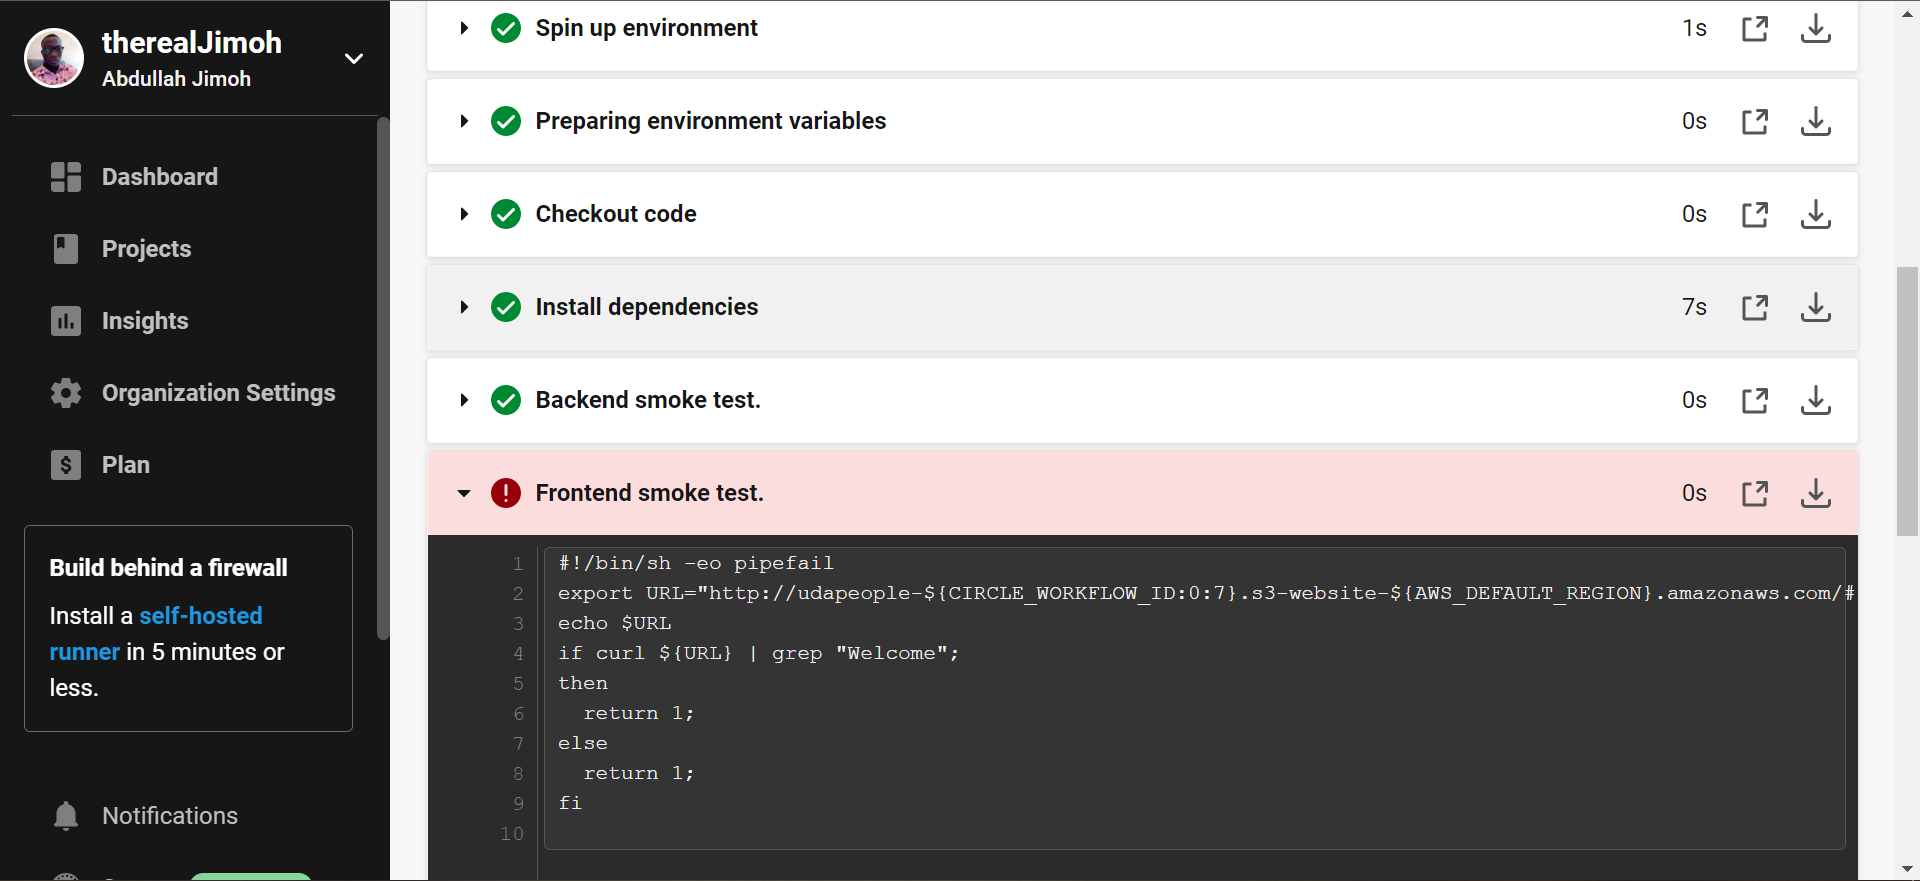 therealJimoh
Abdullah Jimoh
Dashboard
Projects
Insights
Organization Settings
Plan
Build behind a firewall
Install a self-hosted
runner in 5 minutes or
less.
Notifications
Spin up environment 1s
Preparing environment variables 0s
Checkout code 0s
Install dependencies 7s
Backend smoke test. 0s
Frontend smoke test. 0s
1 #!/bin/sh -eo pipefail
2 export URL="http://udapeople-${CIRCLE_WORKFLOW_ID:0:7}.s3-website-${AWS_DEFAULT_REGION}.amazonaws.com/#
3 echo $URL
4 if curl ${URL} | grep "Welcome";
5 then
6 return 1;
7 else
8 return 1;
9 fi
10